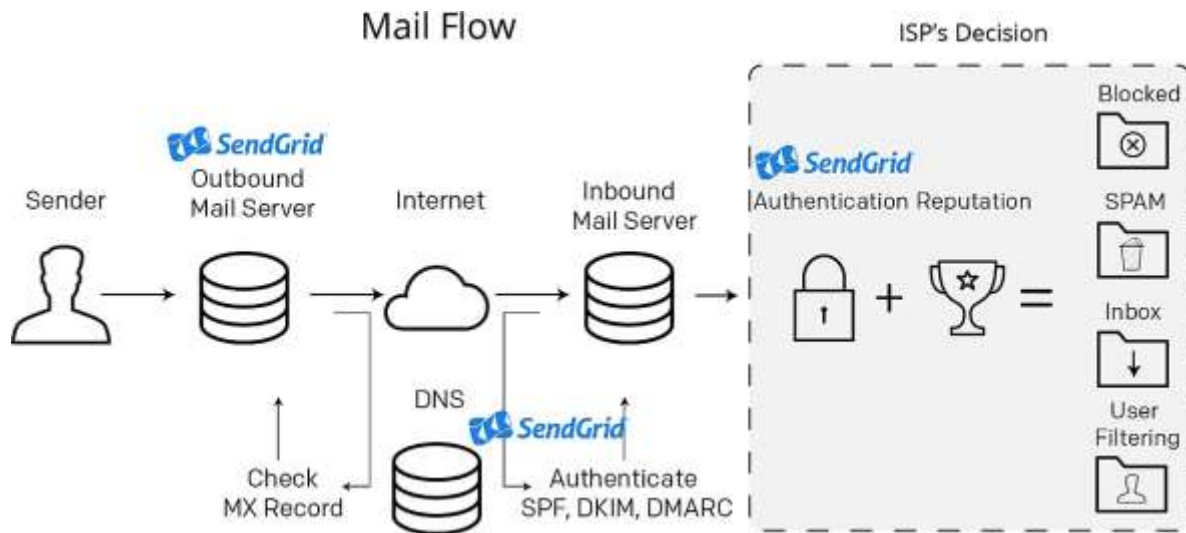 Mail Flow
ISP's Decision
SendGrid
Sender
Outbound
Mail Server
Internet
Inbound
Mail Server
SendGrid
Authentication Reputation
Blocked
SPAM
Inbox
User
Filtering
DNS
SendGrid
Check
MX Record
Authenticate
SPF, DKIM, DMARC